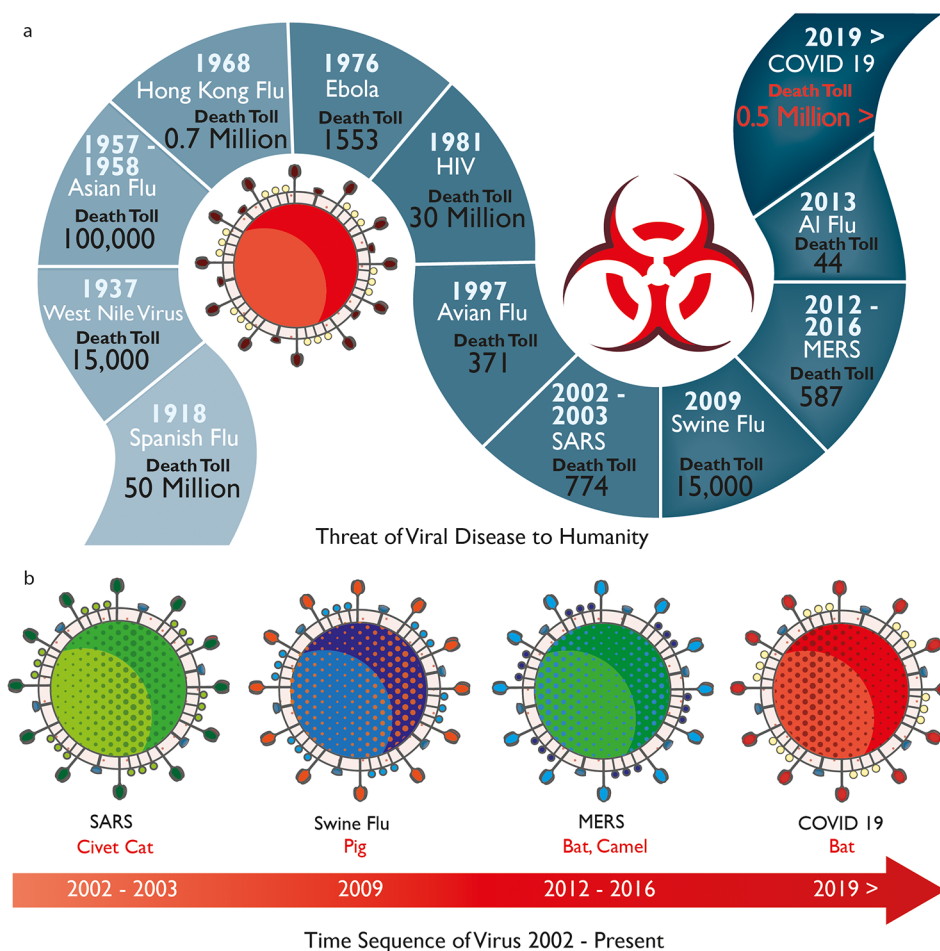 a
1918
Spanish Flu
Death Toll
50 Million
1937
West Nile Virus
Death Toll
15,000
1957 -
1958
Asian Flu
Death Toll
100,000
1968
Hong Kong Flu
Death Toll
0.7 Million
1976
Ebola
Death Toll
1553
1981
HIV
Death Toll
30 Million
1997
Avian Flu
Death Toll
371
2002 -
2003
SARS
Death Toll
774
2009
Swine Flu
Death Toll
15,000
2012 -
2016
MERS
Death Toll
587
2013
AI Flu
Death Toll
44
2019 >
COVID 19
Death Toll
0.5 Million >
Threat of Viral Disease to Humanity
b
SARS
Civet Cat
Swine Flu
Pig
MERS
Bat, Camel
COVID 19
Bat
2002 - 2003
2009
2012 - 2016
2019 >
Time Sequence of Virus 2002 - Present